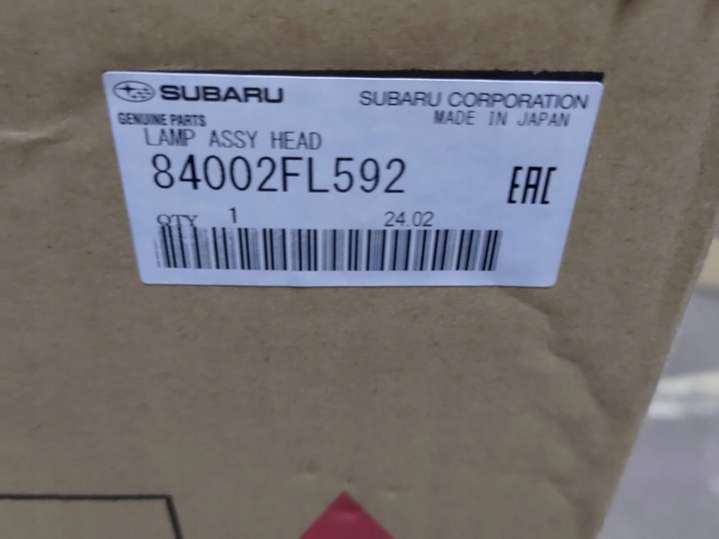 SUBARU SUBARU CORPORATION
GENUINE PARTS MADE IN JAPAN
LAMP ASSY HEAD
84002FL592 EAC
QTY 1 24.02